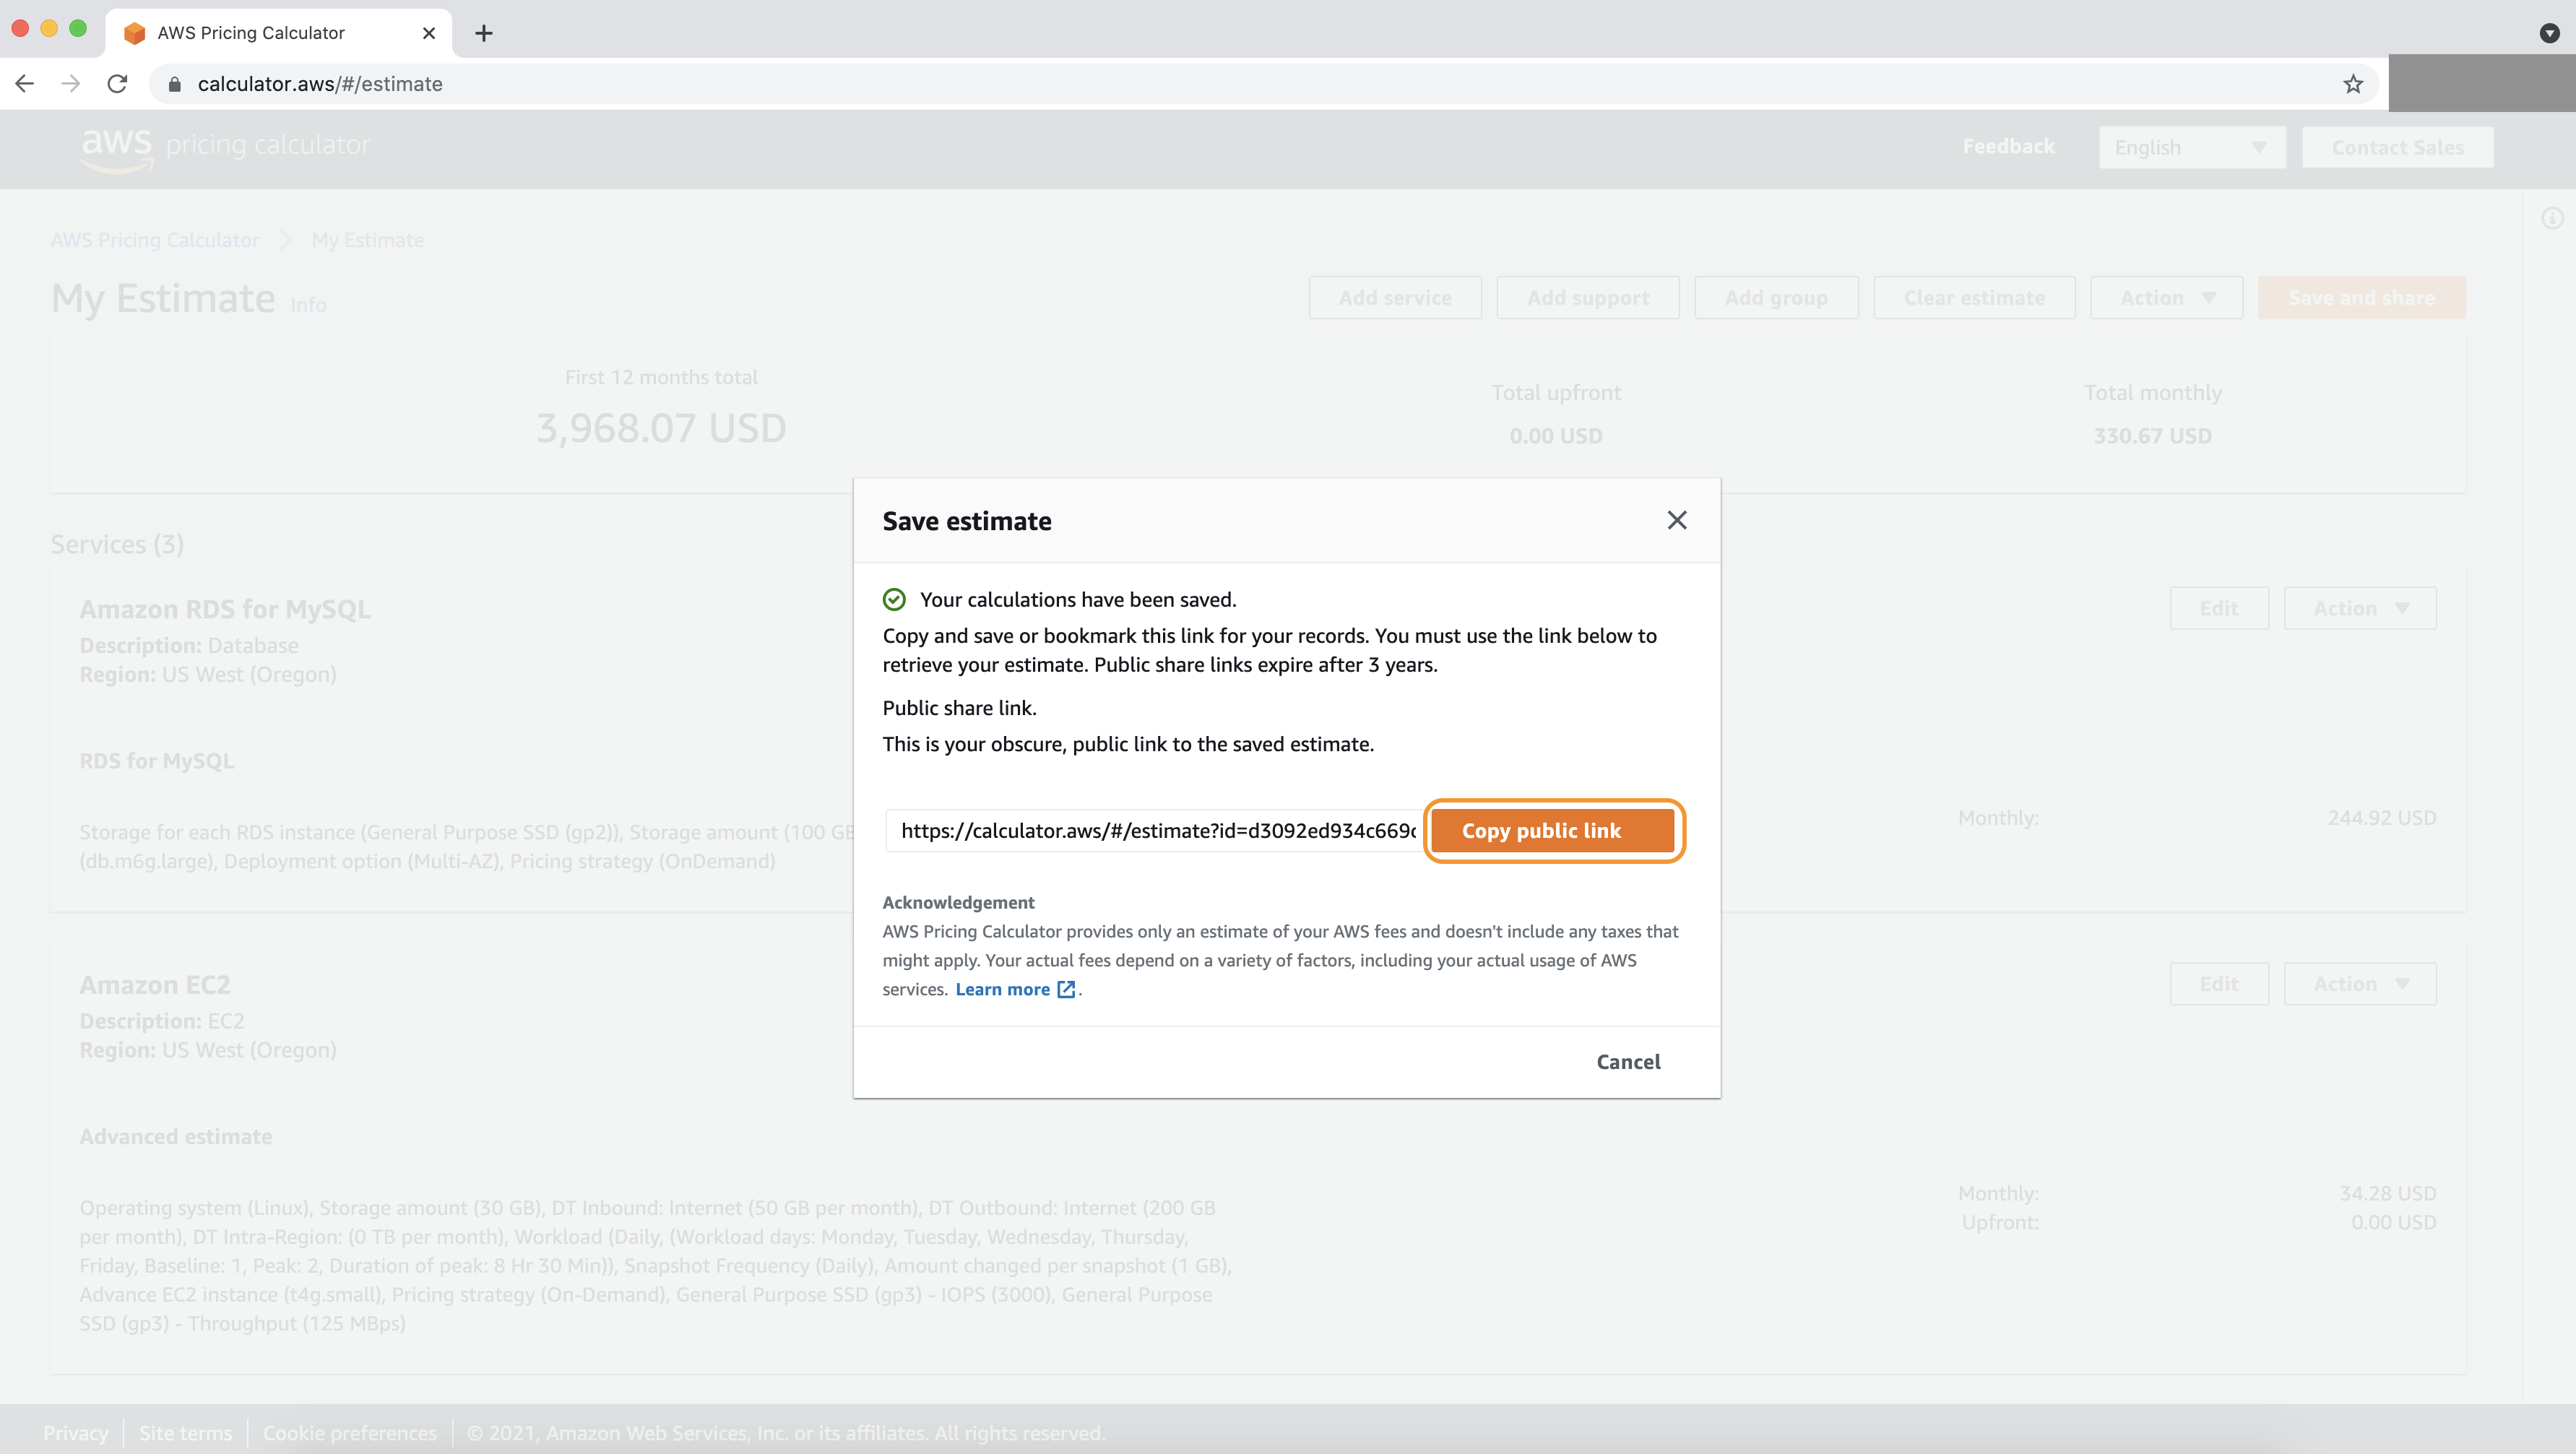 AWS Pricing Calculator
calculator.aws/#/estimate
aws pricing calculator
Feedback
English
Contact Sales
AWS Pricing Calculator > My Estimate
My Estimate Info
Add service
Add support
Add group
Clear estimate
Action
Save and share
First 12 months total
3,968.07 USD
Total upfront
0.00 USD
Total monthly
330.67 USD
Services (3)
Amazon RDS for MySQL
Description: Database
Region: US West (Oregon)
Edit
Action
RDS for MySQL
Storage for each RDS instance (General Purpose SSD (gp2)), Storage amount (100 GB
(db.m6g.large), Deployment option (Multi-AZ), Pricing strategy (OnDemand)
Monthly: 244.92 USD
Save estimate
Your calculations have been saved.
Copy and save or bookmark this link for your records. You must use the link below to
retrieve your estimate. Public share links expire after 3 years.
Public share link.
This is your obscure, public link to the saved estimate.
https://calculator.aws/#/estimate?id=d3092ed934c669c
Copy public link
Acknowledgement
AWS Pricing Calculator provides only an estimate of your AWS fees and doesn't include any taxes that
might apply. Your actual fees depend on a variety of factors, including your actual usage of AWS
services. Learn more .
Cancel
Amazon EC2
Description: EC2
Region: US West (Oregon)
Edit
Action
Advanced estimate
Operating system (Linux), Storage amount (30 GB), DT Inbound: Internet (50 GB per month), DT Outbound: Internet (200 GB
per month), DT Intra-Region: (0 TB per month), Workload (Daily, (Workload days: Monday, Tuesday, Wednesday, Thursday,
Friday, Baseline: 1, Peak: 2, Duration of peak: 8 Hr 30 Min)), Snapshot Frequency (Daily), Amount changed per snapshot (1 GB),
Advance EC2 instance (t4g.small), Pricing strategy (On-Demand), General Purpose SSD (gp3) - IOPS (3000), General Purpose
SSD (gp3) - Throughput (125 MBps)
Monthly: 34.28 USD
Upfront: 0.00 USD
Privacy | Site terms | Cookie preferences | © 2021, Amazon Web Services, Inc. or its affiliates. All rights reserved.